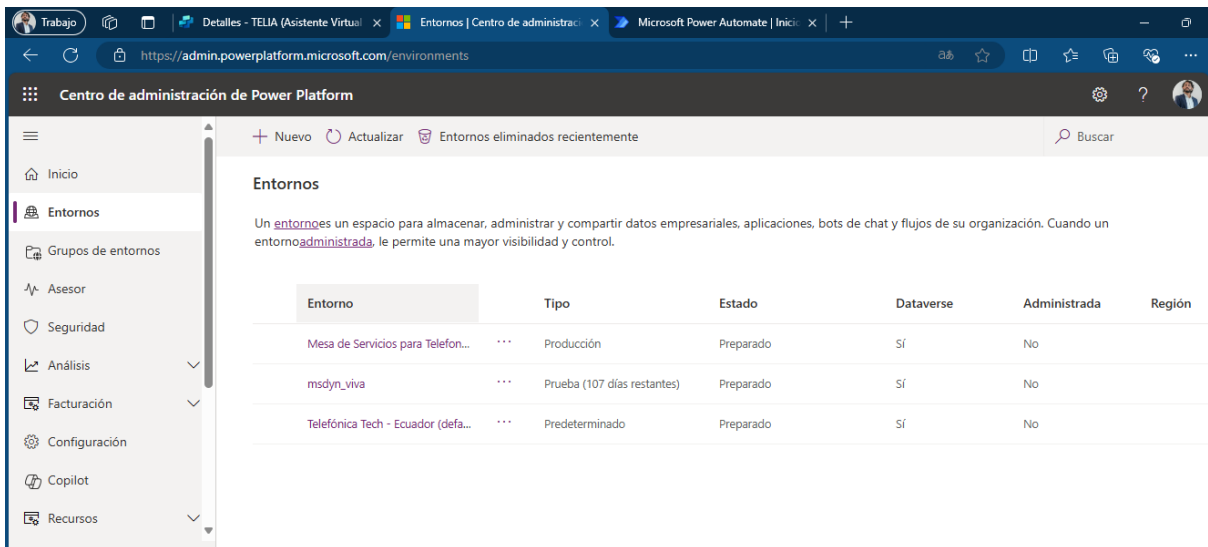 Trabajo
Detalles - TELIA (Asistente Virtual
Entornos | Centro de administraci
Microsoft Power Automate | Inici
https://admin.powerplatform.microsoft.com/environments
Centro de administración de Power Platform
Nuevo
Actualizar
Entornos eliminados recientemente
Buscar
Inicio
Entornos
Grupos de entornos
Asesor
Seguridad
Análisis
Facturación
Configuración
Copilot
Recursos
Entornos
Un entornoes un espacio para almacenar, administrar y compartir datos empresariales, aplicaciones, bots de chat y flujos de su organización. Cuando un
entornoadministrada, le permite una mayor visibilidad y control.
Entorno Tipo Estado Dataverse Administrada Región
Mesa de Servicios para Telefon... ... Producción Preparado Sí No
msdyn_viva ... Prueba (107 días restantes) Preparado Sí No
Telefónica Tech - Ecuador (defa... ... Predeterminado Preparado Sí No